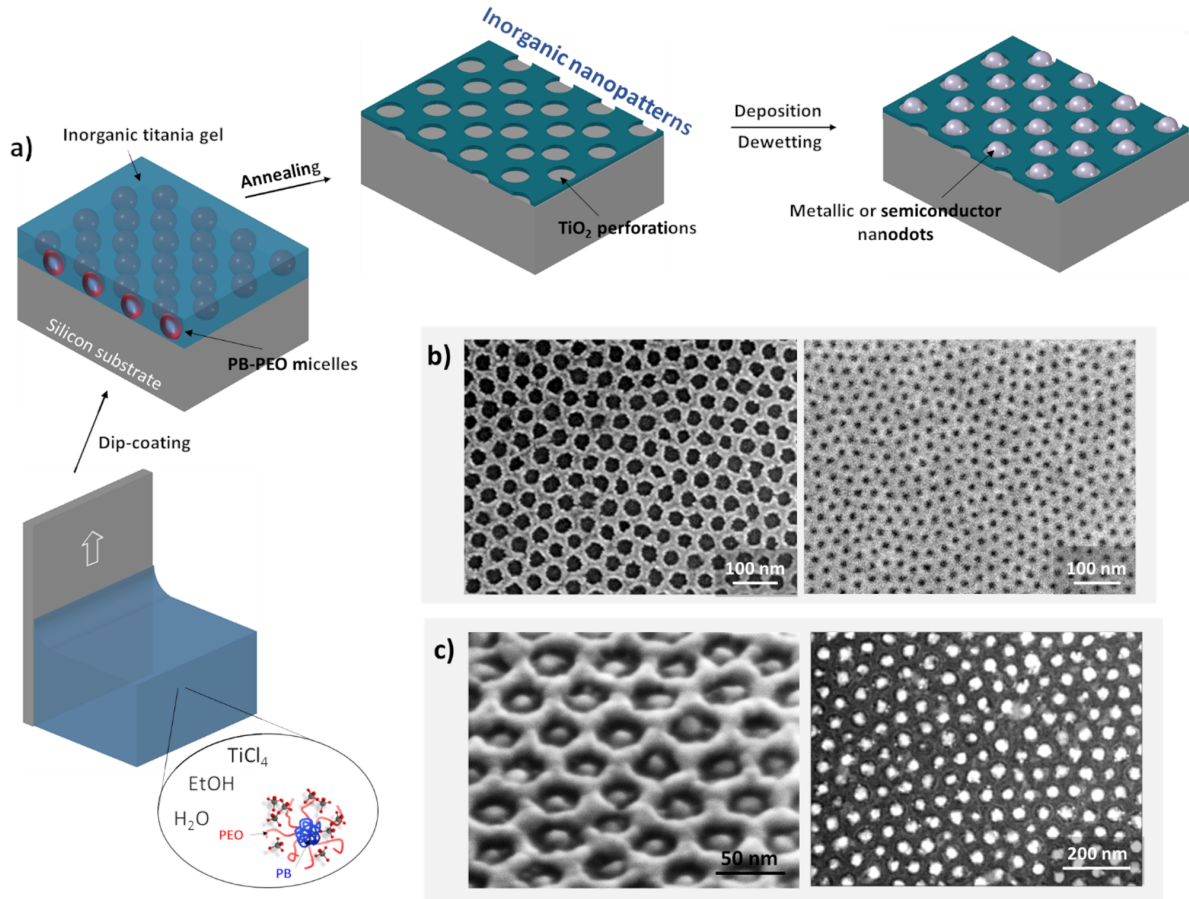 a)
Inorganic titania gel
Annealing
Inorganic nanopatterns
TiO₂ perforations
Deposition
Dewetting
Metallic or semiconductor
nanodots
Silicon substrate
PB-PEO micelles
Dip-coating
TiCl₄
EtOH
H₂O
PEO
PB
b)
100 nm
100 nm
c)
50 nm
200 nm